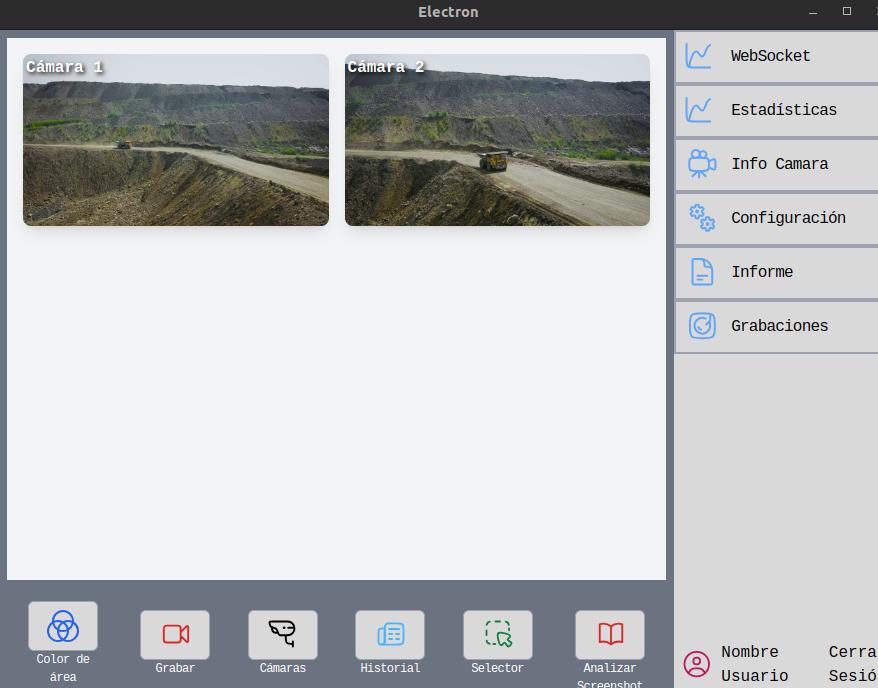 Electron
Cámara 1
Cámara 2
WebSocket
Estadísticas
Info Camara
Configuración
Informe
Grabaciones
Color de
área
Grabar
Cámaras
Historial
Selector
Analizar
Screenshot
Nombre
Usuario
Cerra
Sesió